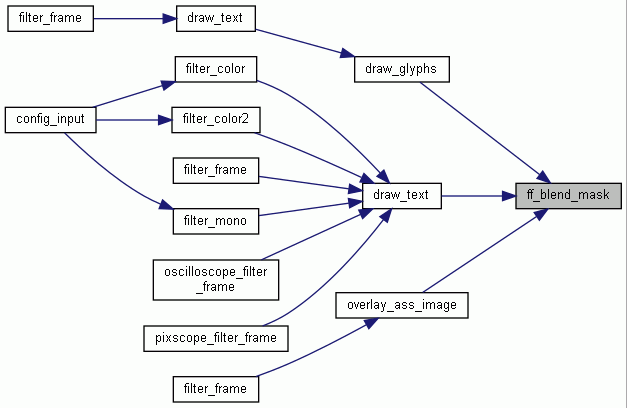 filter_frame
draw_text
draw_glyphs
filter_color
config_input
filter_color2
filter_frame
draw_text
ff_blend_mask
filter_mono
oscilloscope_filter
_frame
overlay_ass_image
pixscope_filter_frame
filter_frame